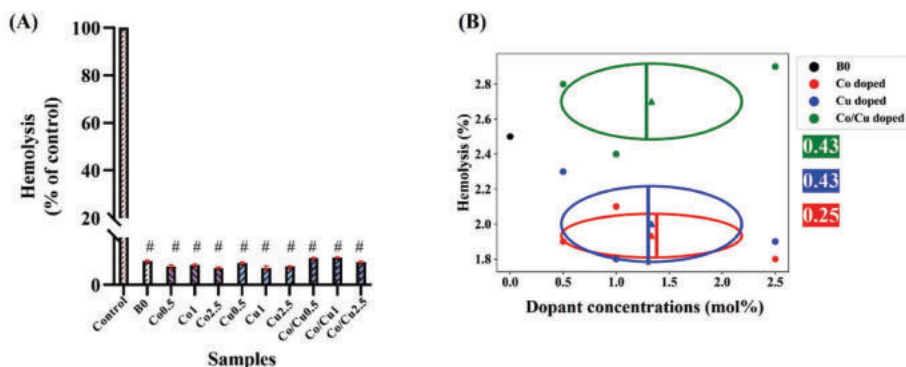 (A)
Hemolysis
(% of control)
100
80
60
40
20
0
# # # # # # # # # #
Control
B0
Co0.5
Co1
Co2.5
Cu0.5
Cu1
Cu2.5
Co/Cu0.5
Co/Cu1
Co/Cu2.5
Samples
(B)
Hemolysis (%)
2.8
2.6
2.4
2.2
2.0
1.8
0.0 0.5 1.0 1.5 2.0 2.5
Dopant concentrations (mol%)
B0
Co doped
Cu doped
Co/Cu doped
0.43
0.43
0.25